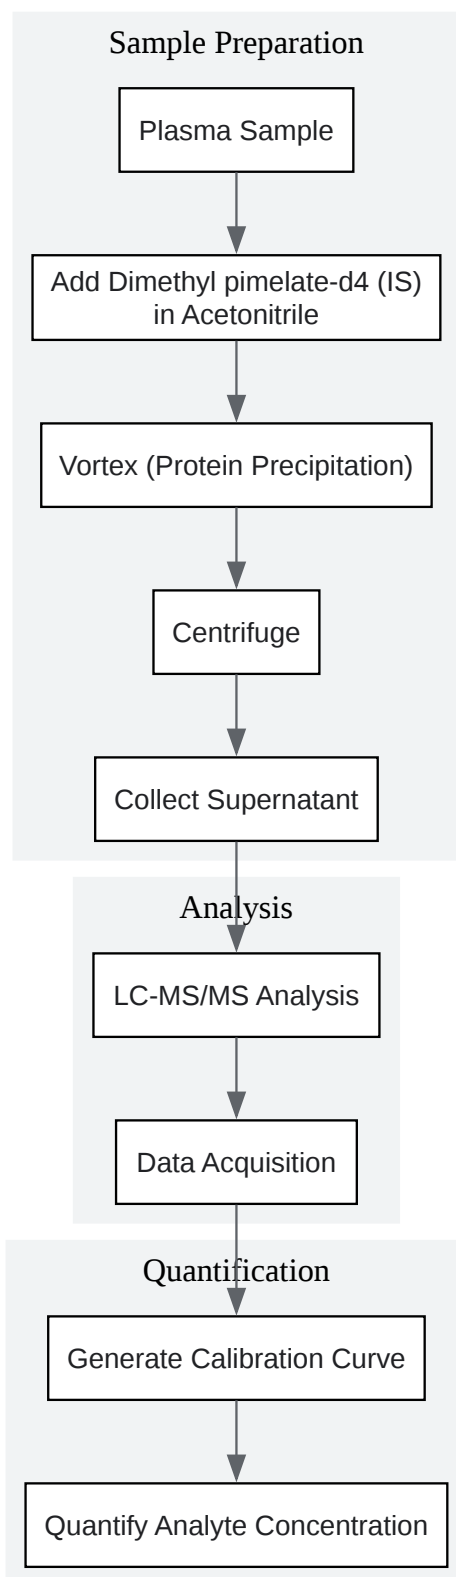 Sample Preparation
Plasma Sample
Add Dimethyl pimelate-d4 (IS)
in Acetonitrile
Vortex (Protein Precipitation)
Centrifuge
Collect Supernatant
Analysis
LC-MS/MS Analysis
Data Acquisition
Quantification
Generate Calibration Curve
Quantify Analyte Concentration